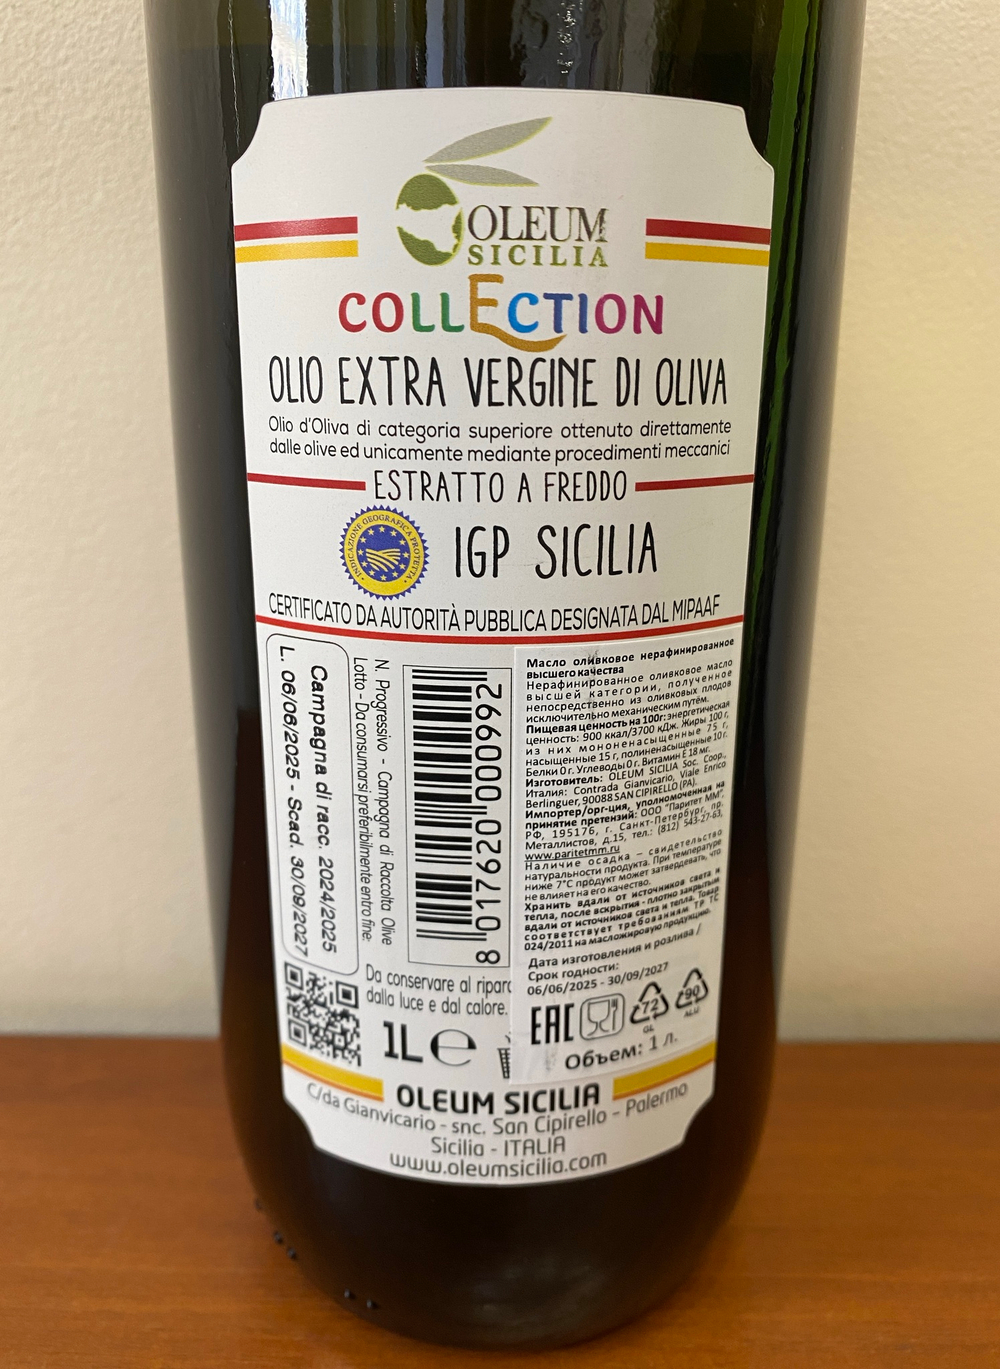 OLEUM
SICILIA
COLLECTION
OLIO EXTRA VERGINE DI OLIVA
Olio d'Oliva di categoria superiore ottenuto direttamente
dalle olive ed unicamente mediante procedimenti meccanici
ESTRATTO A FREDDO
INDICAZIONE GEOGRAFICA PROTETTA
IGP SICILIA
CERTIFICATO DA AUTORITÀ PUBBLICA DESIGNATA DAL MIPAAF
Campagna di racc. 2024/2025
L. 06/06/2025 - Scad. 30/09/2027
N. Progressivo - Campagna di Raccolta Olive
Lotto - Da consumarsi preferibilmente entro fine:
8 017920 000962
Da conservare al ripar
dalla luce e dal calore.
1L e
Масло оливковое нерафинированное
высшего качества
Нерафинированное оливковое масло
высшей категории, полученное
непосредственно из оливковых плодов
исключительно механическим путём.
Пищевая ценность на 100г: энергетическая
ценность: 900 ккал/3700 кДж. Жиры 100 г,
из них мононенасыщенные 75 г,
насыщенные 15 г, полиненасыщенные 10 г.
Белки 0 г. Углеводы 0 г. Витамин Е 18 мг.
Изготовитель: OLEUM SICILIA Soc. Coop.,
Италия: Contrada Gianvicario, Viale Enrico
Berlinguer, 90088 SAN CIPIRELLO (PA).
Импортер/орг-ция, уполномоченная на
принятие претензий: ООО "Паритет ММ",
РФ, 195176, г. Санкт-Петербург, пр.
Металлистов, д.15, тел.: (812) 543-27-63,
www.paritetmm.ru
Наличие осадка – свидетельство
натуральности продукта. При температуре
ниже 7°С продукт может затвердевать, что
не влияет на его качество.
Хранить вдали от источников света и
тепла, после вскрытия - плотно закрытым
вдали от источников света и тепла. Товар
соответствует требованиям ТР ТС
024/2011 на масложировую продукцию.
Дата изготовления и розлива /
Срок годности:
06/06/2025 - 30/09/2027
EAC
72
GL
90
ALU
Объем: 1 л.
OLEUM SICILIA
C/da Gianvicario - snc. San Cipirello - Palermo
Sicilia - ITALIA
www.oleumsicilia.com